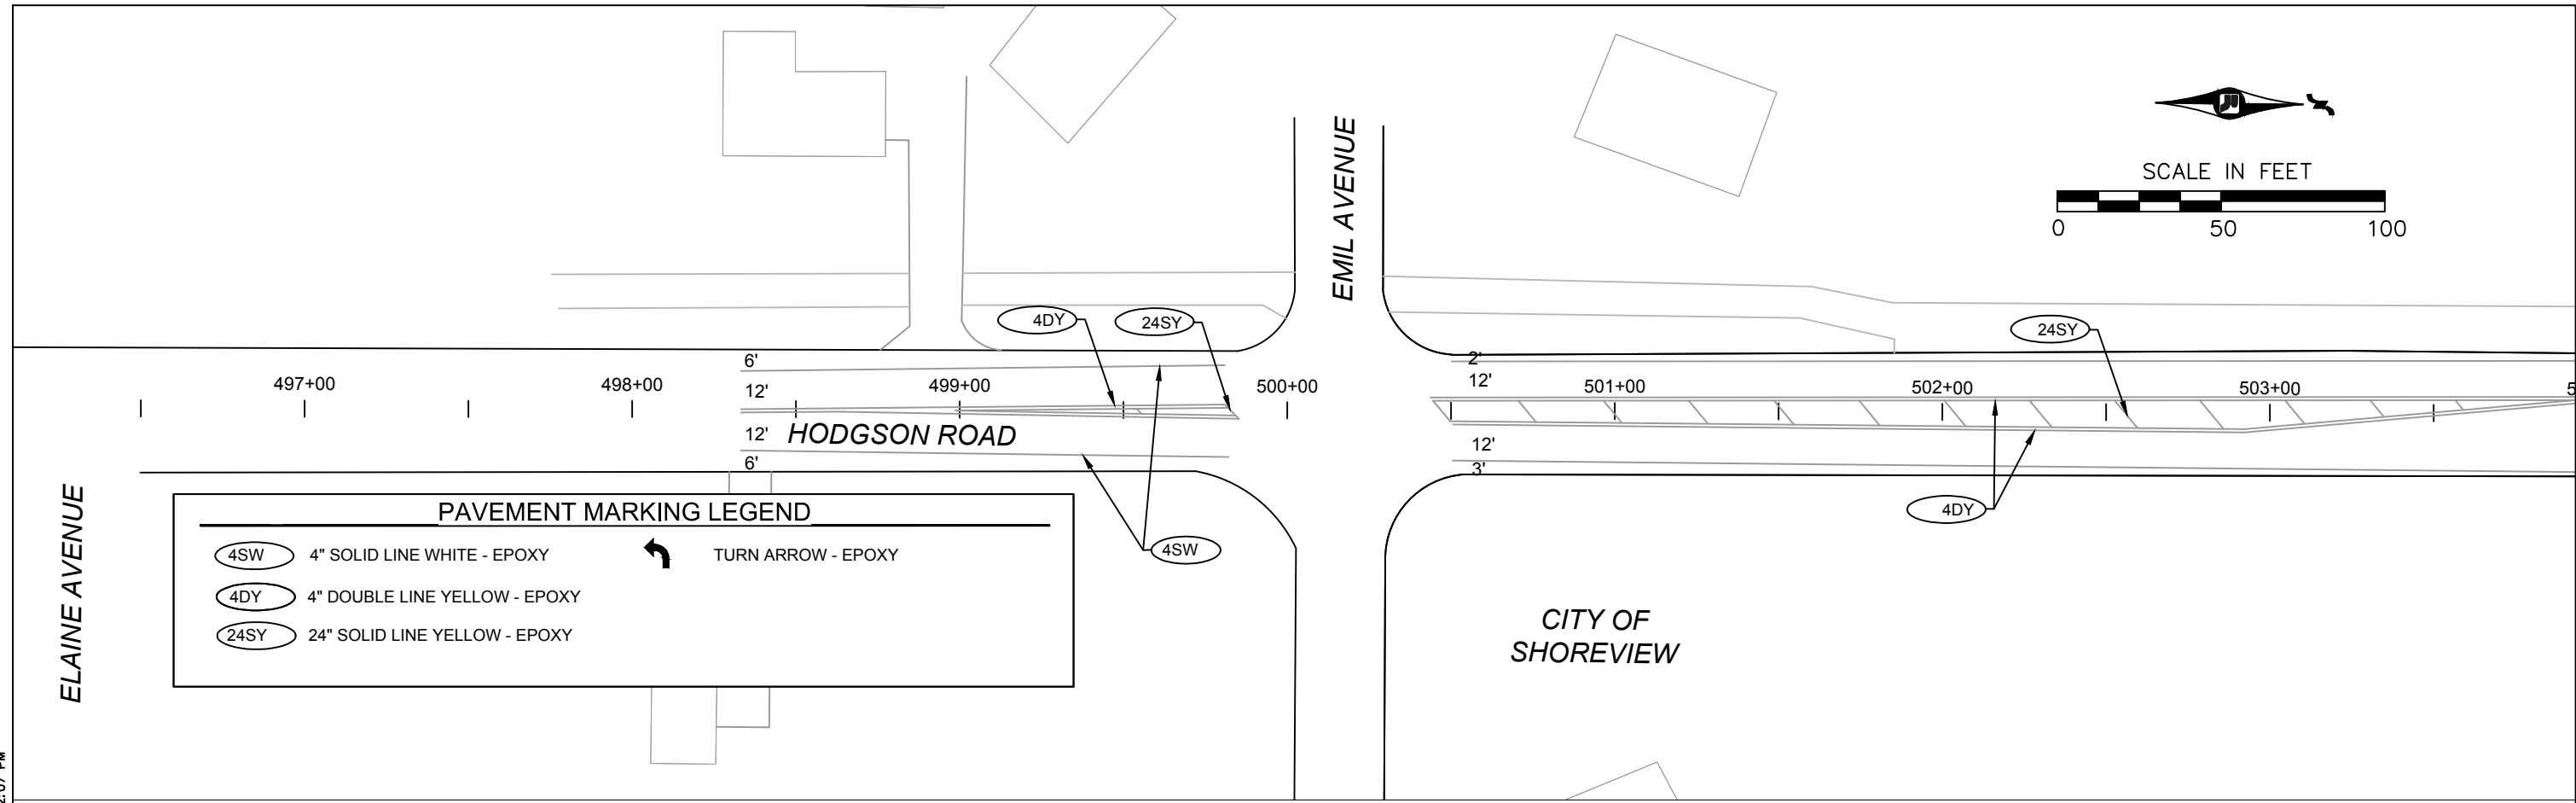 EMIL AVENUE
SCALE IN FEET
0 50 100
4DY
24SY
24SY
6'
2'
497+00
498+00
12'
499+00
500+00
12'
501+00
502+00
503+00
5
12'
HODGSON ROAD
12'
6'
3'
4DY
ELAINE AVENUE
PAVEMENT MARKING LEGEND
4SW 4" SOLID LINE WHITE - EPOXY
TURN ARROW - EPOXY
4DY 4" DOUBLE LINE YELLOW - EPOXY
24SY 24" SOLID LINE YELLOW - EPOXY
4SW
CITY OF
SHOREVIEW
PM